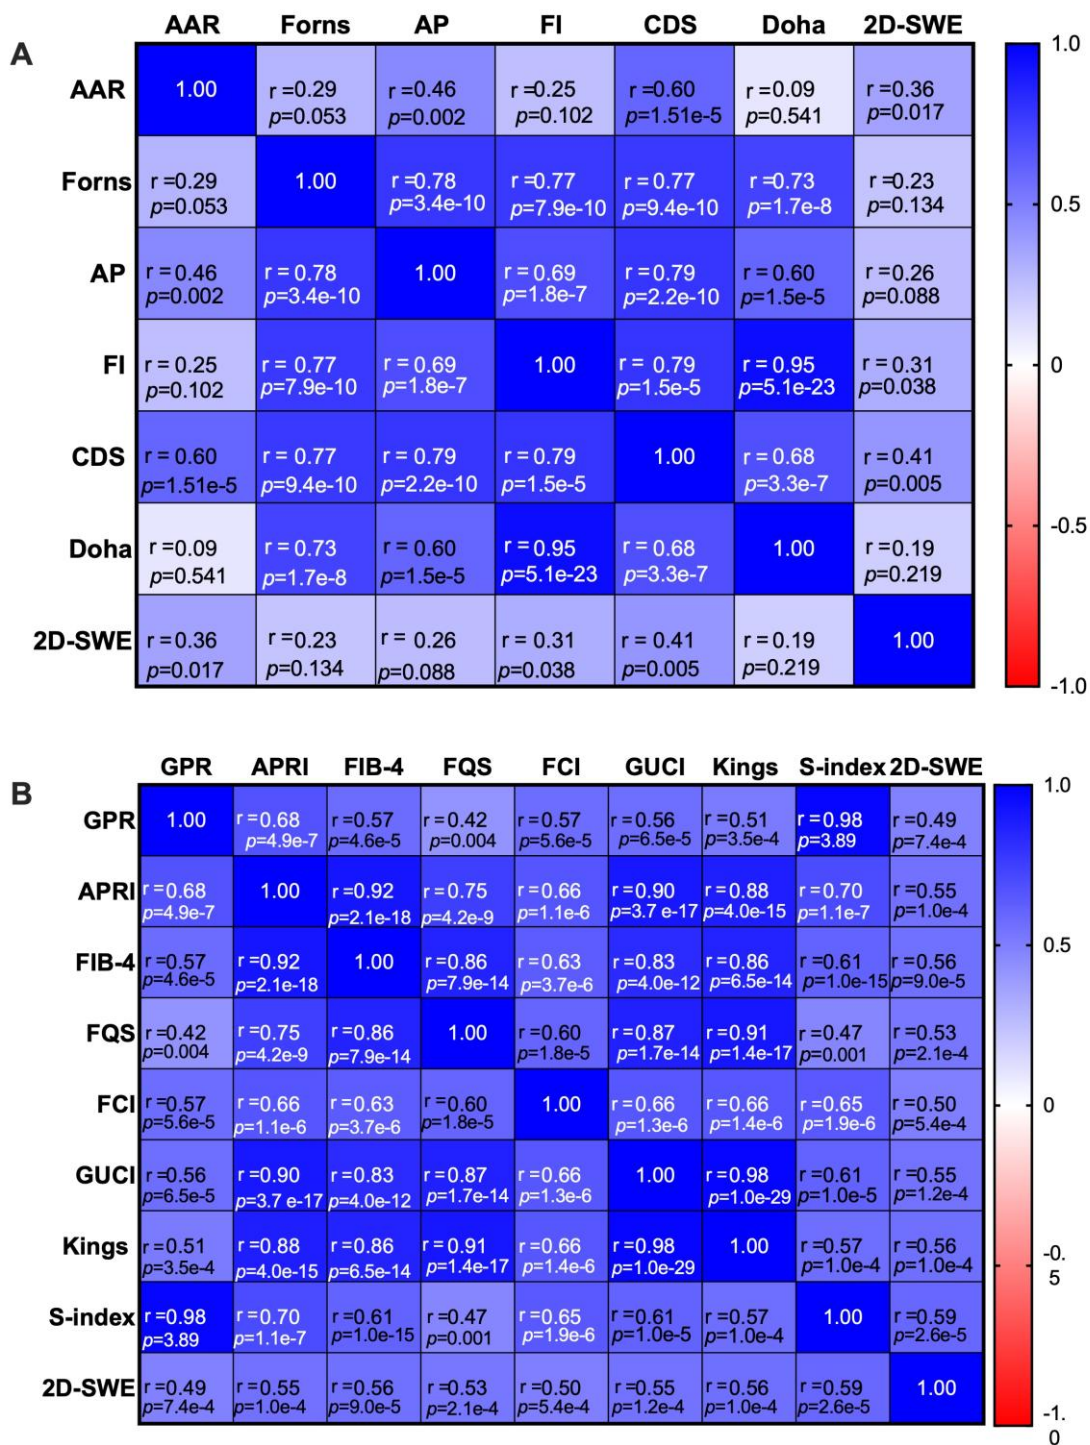 A
AAR Forns AP FI CDS Doha 2D-SWE
AAR 1.00 r=0.29 r=0.46 r=0.25 r=0.60 r=0.09 r=0.36
p=0.053 p=0.002 p=0.102 p=1.51e-5 p=0.541 p=0.017
Forns r=0.29 1.00 r=0.78 r=0.77 r=0.77 r=0.73 r=0.23
p=0.053 p=3.4e-10 p=7.9e-10 p=9.4e-10 p=1.7e-8 p=0.134
AP r=0.46 r=0.78 1.00 r=0.69 r=0.79 r=0.60 r=0.26
p=0.002 p=3.4e-10 p=1.8e-7 p=2.2e-10 p=1.5e-5 p=0.088
FI r=0.25 r=0.77 r=0.69 1.00 r=0.79 r=0.95 r=0.31
p=0.102 p=7.9e-10 p=1.8e-7 p=1.5e-5 p=5.1e-23 p=0.038
CDS r=0.60 r=0.77 r=0.79 r=0.79 1.00 r=0.68 r=0.41
p=1.51e-5 p=9.4e-10 p=2.2e-10 p=1.5e-5 p=3.3e-7 p=0.005
Doha r=0.09 r=0.73 r=0.60 r=0.95 r=0.68 1.00 r=0.19
p=0.541 p=1.7e-8 p=1.5e-5 p=5.1e-23 p=3.3e-7 p=0.219
2D-SWE r=0.36 r=0.23 r=0.26 r=0.31 r=0.41 r=0.19 1.00
p=0.017 p=0.134 p=0.088 p=0.038 p=0.005 p=0.219
1.0
0.5
0
-0.5
-1.0
B
GPR APRI FIB-4 FQS FCI GUCI Kings S-index 2D-SWE
GPR 1.00 r=0.68 r=0.57 r=0.42 r=0.57 r=0.56 r=0.51 r=0.98 r=0.49
p=4.9e-7 p=4.6e-5 p=0.004 p=5.6e-5 p=6.5e-5 p=3.5e-4 p=3.89 p=7.4e-4
APRI r=0.68 1.00 r=0.92 r=0.75 r=0.66 r=0.90 r=0.88 r=0.70 r=0.55
p=4.9e-7 p=2.1e-18 p=4.2e-9 p=1.1e-6 p=3.7 e-17 p=4.0e-15 p=1.1e-7 p=1.0e-4
FIB-4 r=0.57 r=0.92 1.00 r=0.86 r=0.63 r=0.83 r=0.86 r=0.61 r=0.56
p=4.6e-5 p=2.1e-18 p=7.9e-14 p=3.7e-6 p=4.0e-12 p=6.5e-14 p=1.0e-15 p=9.0e-5
FQS r=0.42 r=0.75 r=0.86 1.00 r=0.60 r=0.87 r=0.91 r=0.47 r=0.53
p=0.004 p=4.2e-9 p=7.9e-14 p=1.8e-5 p=1.7e-14 p=1.4e-17 p=0.001 p=2.1e-4
FCI r=0.57 r=0.66 r=0.63 r=0.60 1.00 r=0.66 r=0.66 r=0.65 r=0.50
p=5.6e-5 p=1.1e-6 p=3.7e-6 p=1.8e-5 p=1.3e-6 p=1.4e-6 p=1.9e-6 p=5.4e-4
GUCI r=0.56 r=0.90 r=0.83 r=0.87 r=0.66 1.00 r=0.98 r=0.61 r=0.55
p=6.5e-5 p=3.7 e-17 p=4.0e-12 p=1.7e-14 p=1.3e-6 p=1.0e-29 p=1.0e-5 p=1.2e-4
Kings r=0.51 r=0.88 r=0.86 r=0.91 r=0.66 r=0.98 1.00 r=0.57 r=0.56
p=3.5e-4 p=4.0e-15 p=6.5e-14 p=1.4e-17 p=1.4e-6 p=1.0e-29 p=1.0e-4 p=1.0e-4
S-index r=0.98 r=0.70 r=0.61 r=0.47 r=0.65 r=0.61 r=0.57 1.00 r=0.59
p=3.89 p=1.1e-7 p=1.0e-15 p=0.001 p=1.9e-6 p=1.0e-5 p=1.0e-4 p=2.6e-5
2D-SWE r=0.49 r=0.55 r=0.56 r=0.53 r=0.50 r=0.55 r=0.56 r=0.59 1.00
p=7.4e-4 p=1.0e-4 p=9.0e-5 p=2.1e-4 p=5.4e-4 p=1.2e-4 p=1.0e-4 p=2.6e-5
1.0
0.5
0
-0.
5
-1.
0